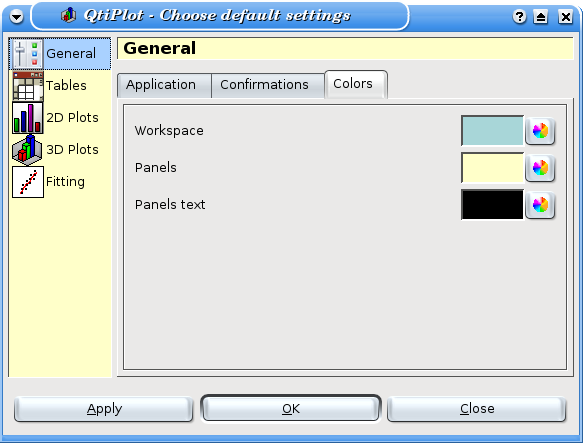 QtiPlot - Choose default settings
General
Tables
2D Plots
3D Plots
Fitting
General
Application Confirmations Colors
Workspace
Panels
Panels text
Apply OK Close